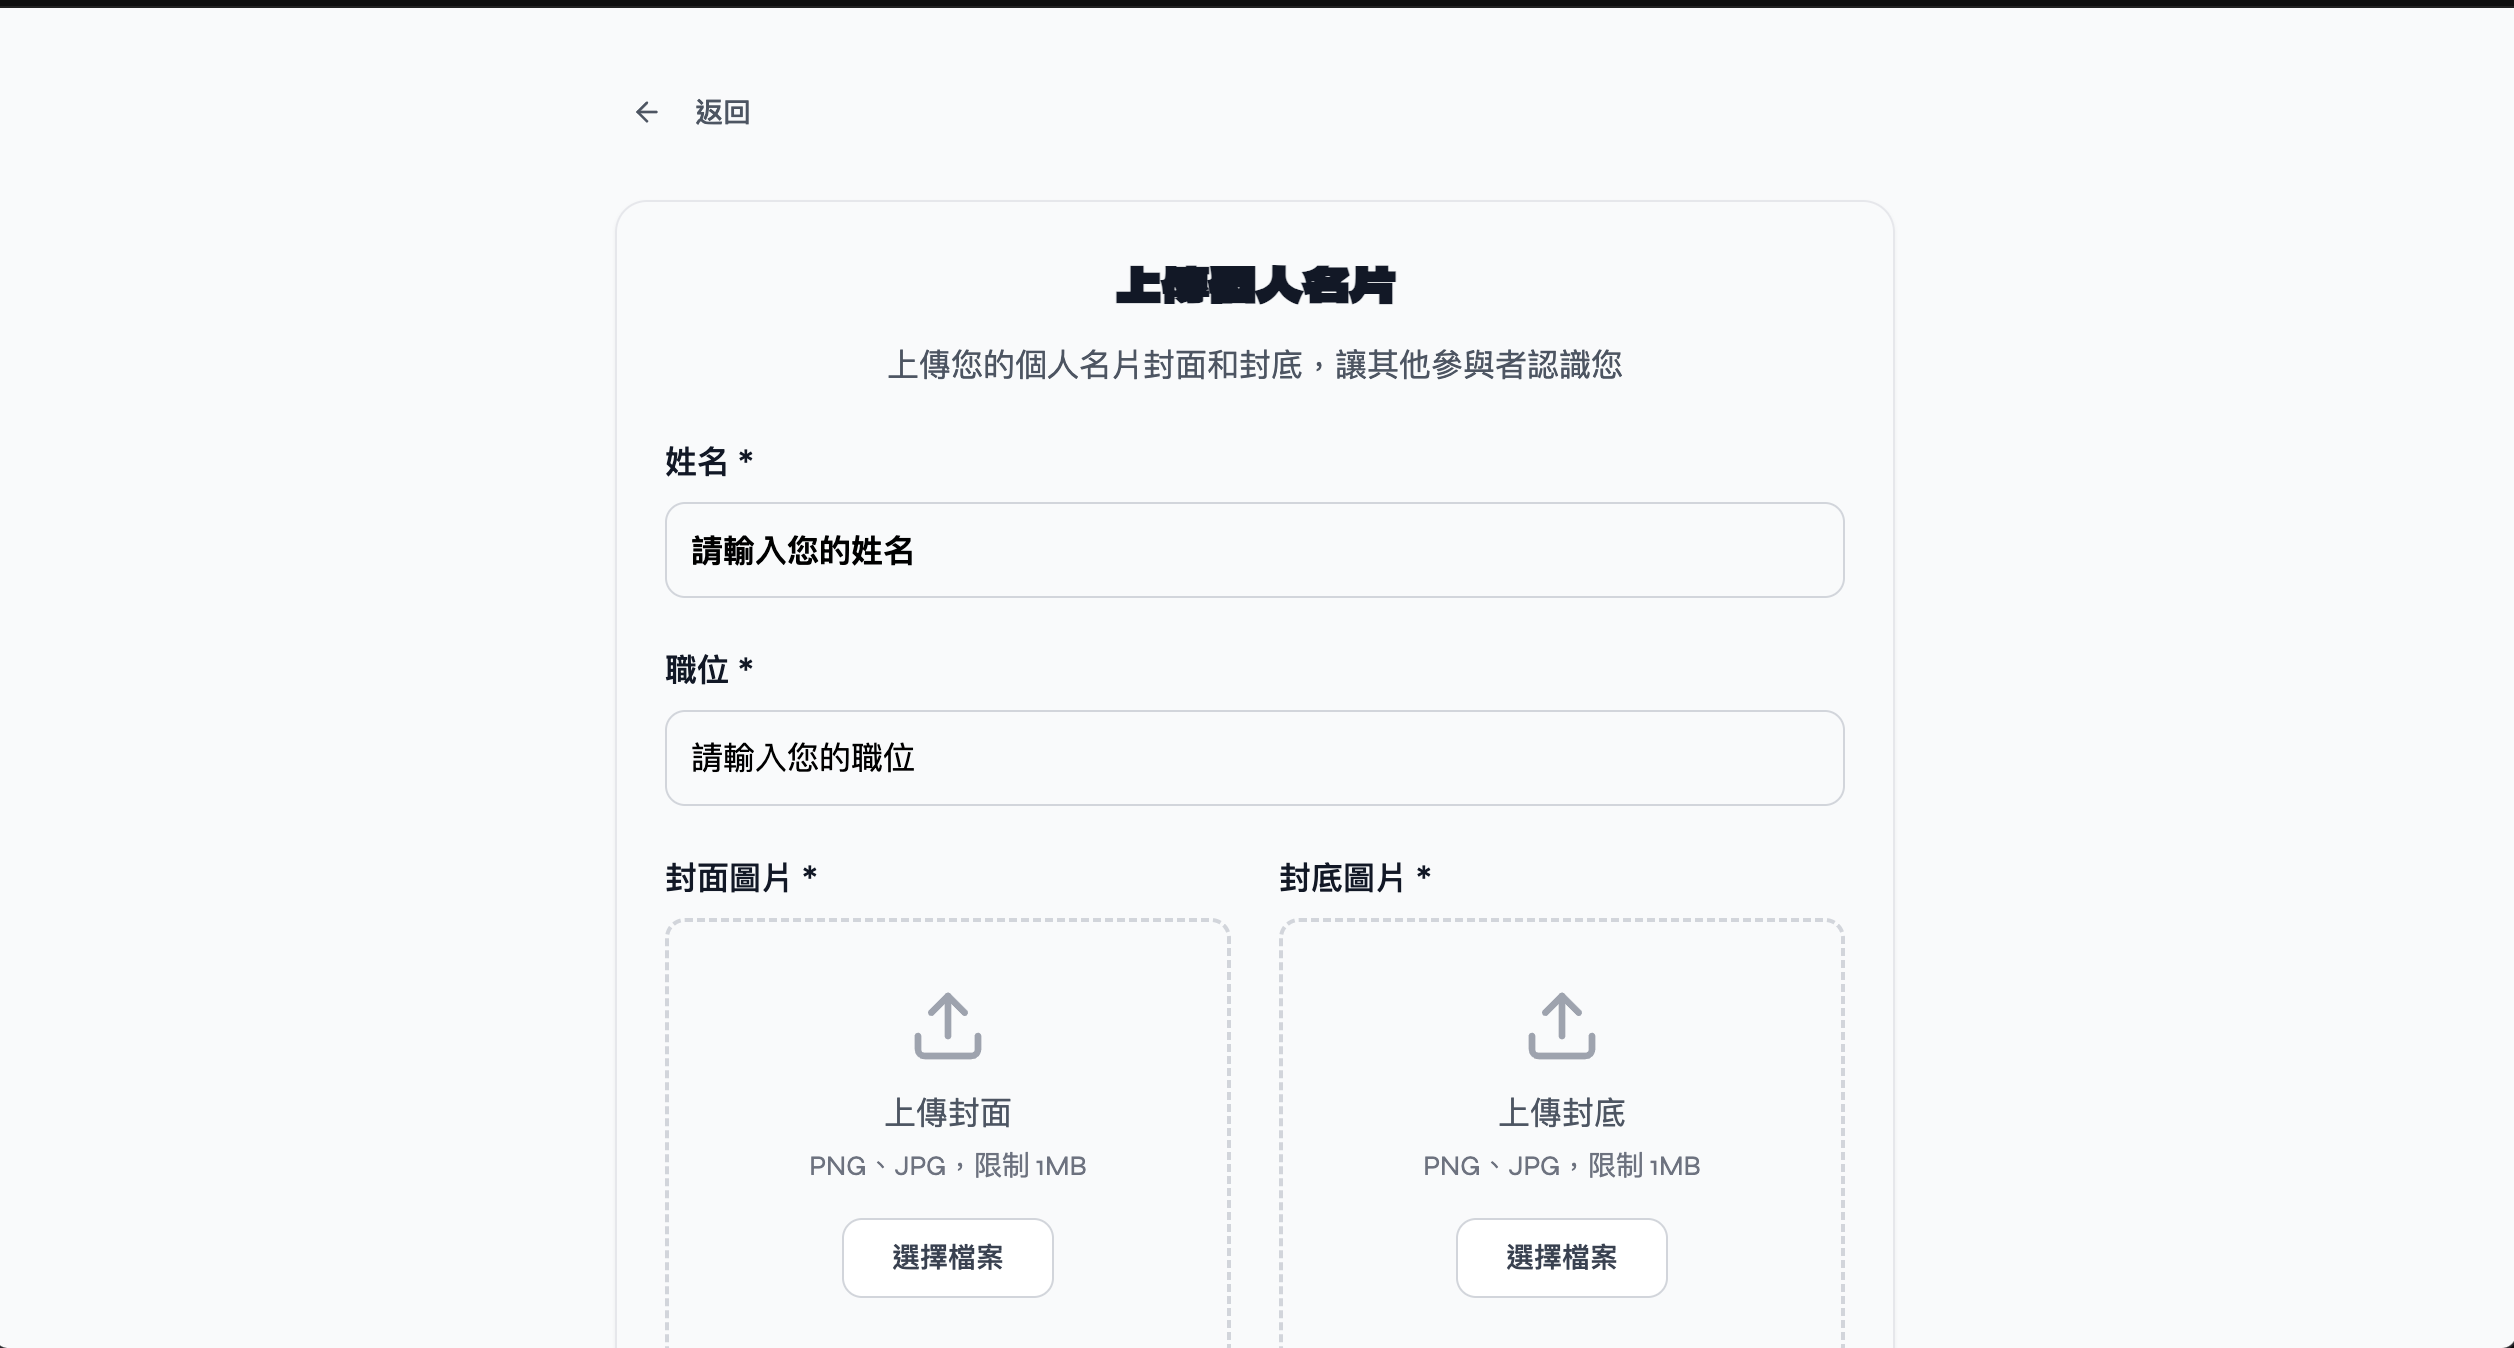 返回
上傳個人名片
上傳您的個人名片封面和封底，讓其他參與者認識您
姓名 *
請輸入您的姓名
職位 *
請輸入您的職位
封面圖片 *
封底圖片 *
上傳封面
PNG、JPG，限制 1MB
選擇檔案
上傳封底
PNG、JPG，限制 1MB
選擇檔案